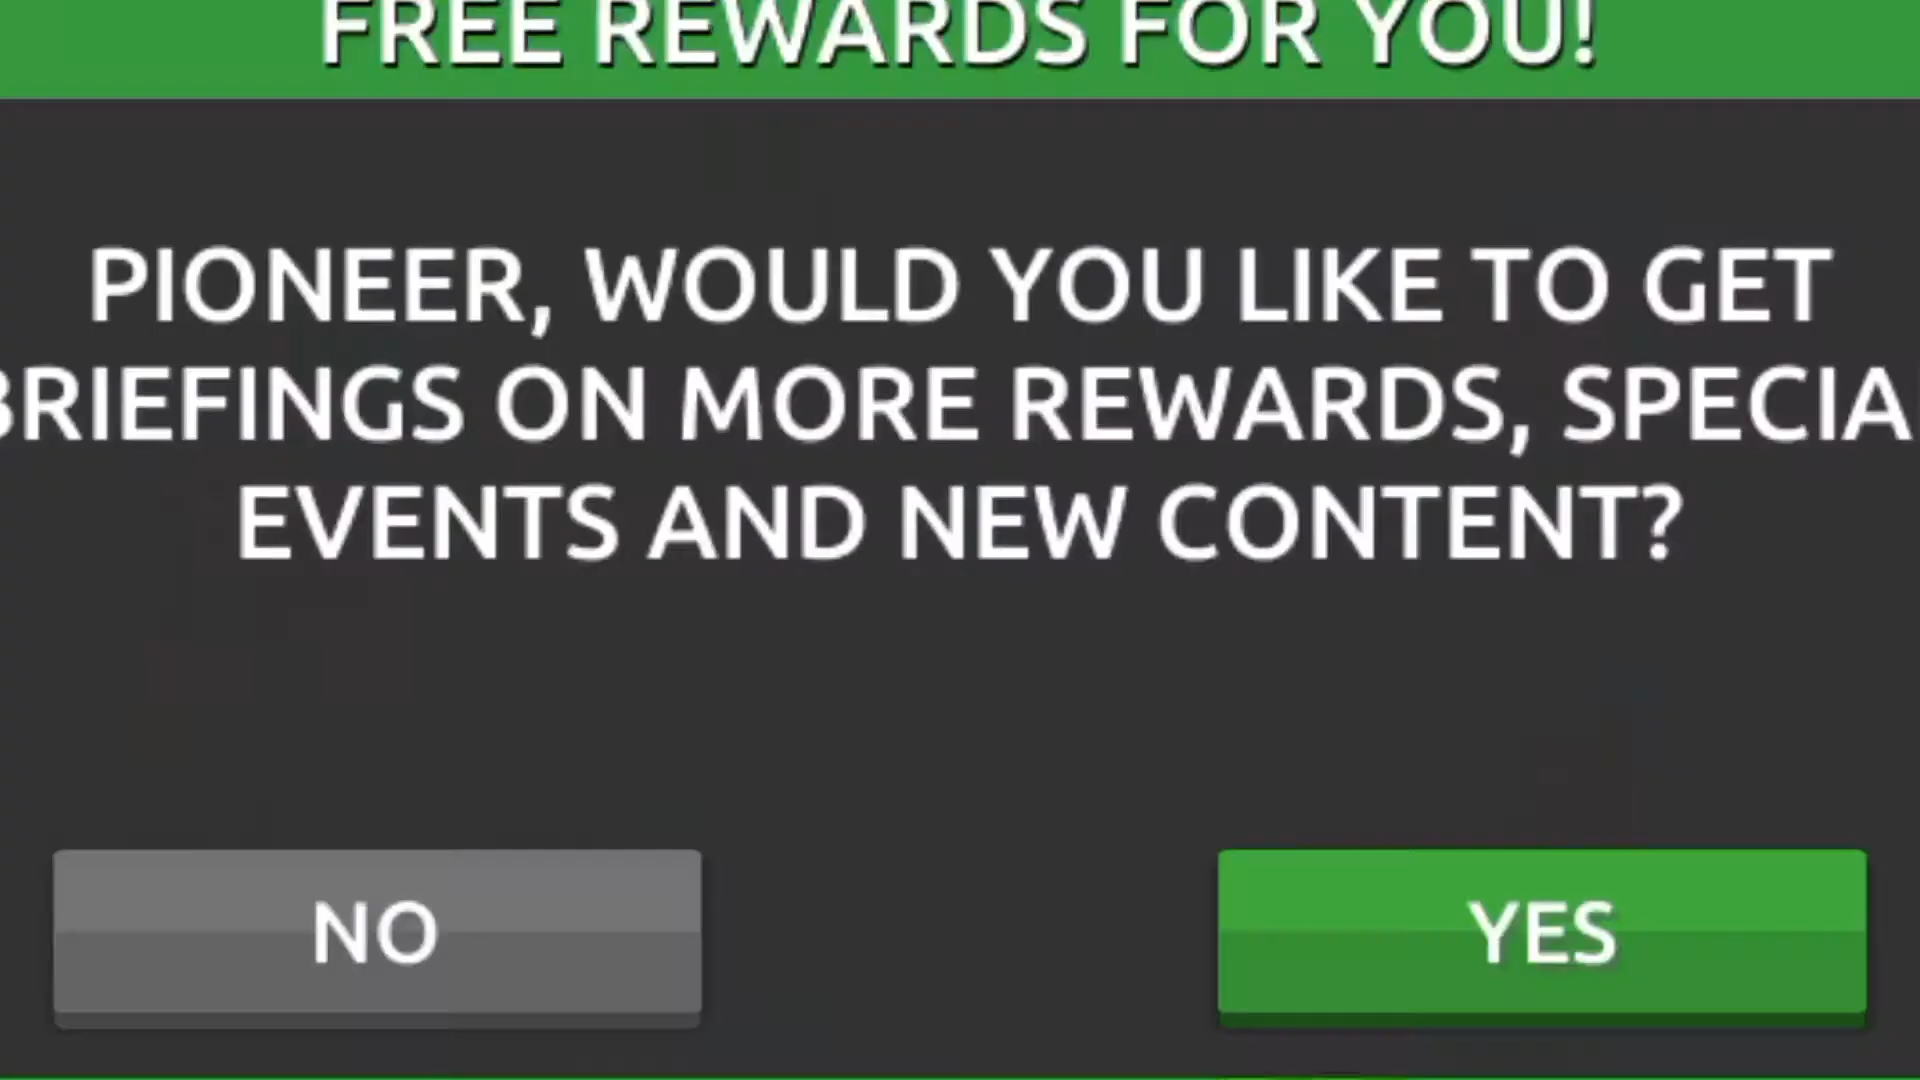 FREE REWARDS FOR YOU!
PIONEER, WOULD YOU LIKE TO GET
BRIEFINGS ON MORE REWARDS, SPECIA
EVENTS AND NEW CONTENT?
NO
YES